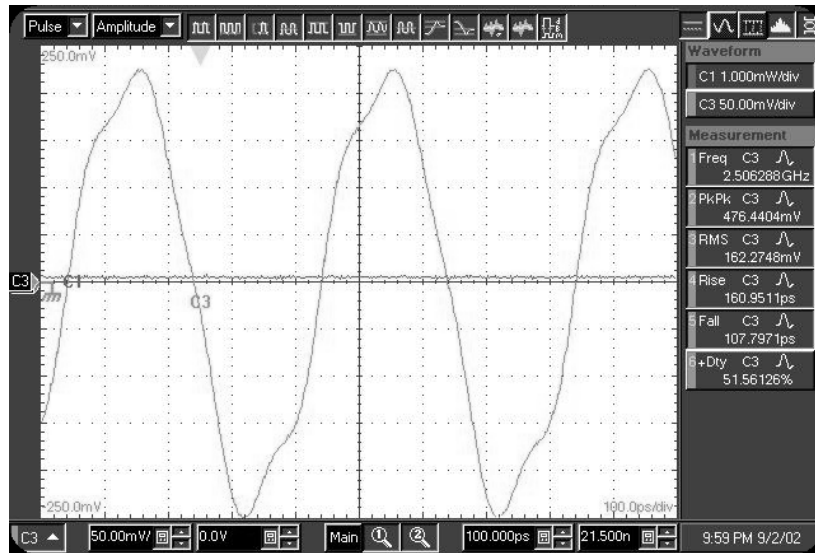 Pulse Amplitude
250.0mV
C1
C3
C3
-250.0mV
100.0ps/div
Waveform
C1 1.000mW/div
C3 50.00mV/div
Measurement
1 Freq C3
2.506288GHz
2 PkPk C3
476.4404mV
3 RMS C3
162.2748mV
4 Rise C3
160.9511ps
5 Fall C3
107.7971ps
6 +Dty C3
51.56126%
C3 50.00mV/ 0.0V Main 1 2 100.000ps 21.500n 9:59 PM 9/2/02